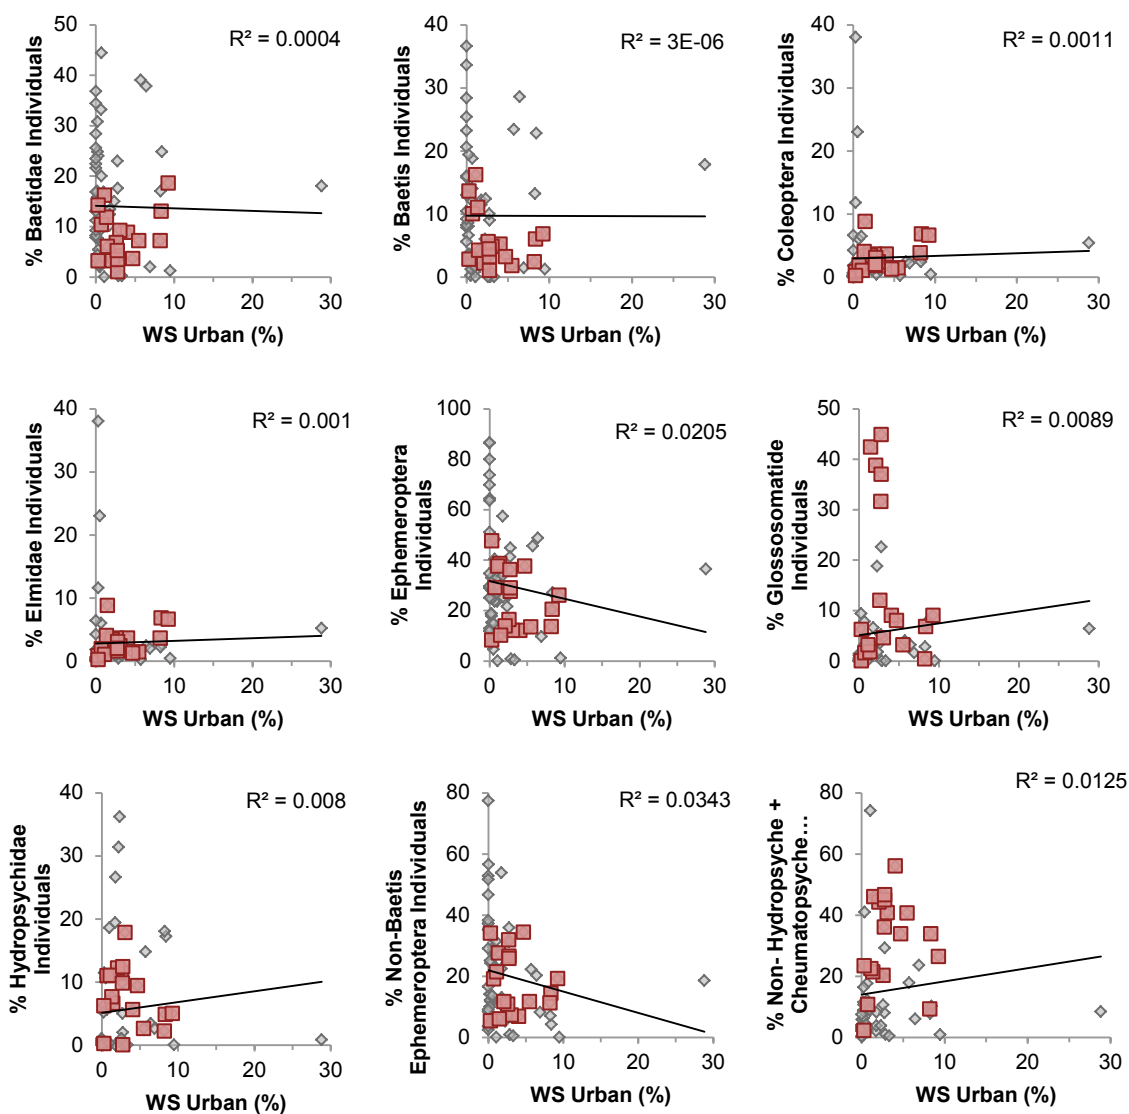 R² = 0.0004
% Baetidae Individuals
50
40
30
20
10
0
0 10 20 30
WS Urban (%)
R² = 3E-06
% Baetis Individuals
40
30
20
10
0
0 10 20 30
WS Urban (%)
R² = 0.0011
% Coleoptera Individuals
40
30
20
10
0
0 10 20 30
WS Urban (%)
R² = 0.001
% Elmidae Individuals
40
30
20
10
0
0 10 20 30
WS Urban (%)
R² = 0.0205
% Ephemeroptera
Individuals
100
80
60
40
20
0
0 10 20 30
WS Urban (%)
R² = 0.0089
% Glossosomatide
Individuals
50
40
30
20
10
0
0 10 20 30
WS Urban (%)
R² = 0.008
% Hydropsychidae
Individuals
40
30
20
10
0
0 10 20 30
WS Urban (%)
R² = 0.0343
% Non-Baetis
Ephemeroptera Individuals
80
60
40
20
0
0 10 20 30
WS Urban (%)
R² = 0.0125
% Non- Hydropsyche +
Cheumatopsyche…
80
60
40
20
0
0 10 20 30
WS Urban (%)